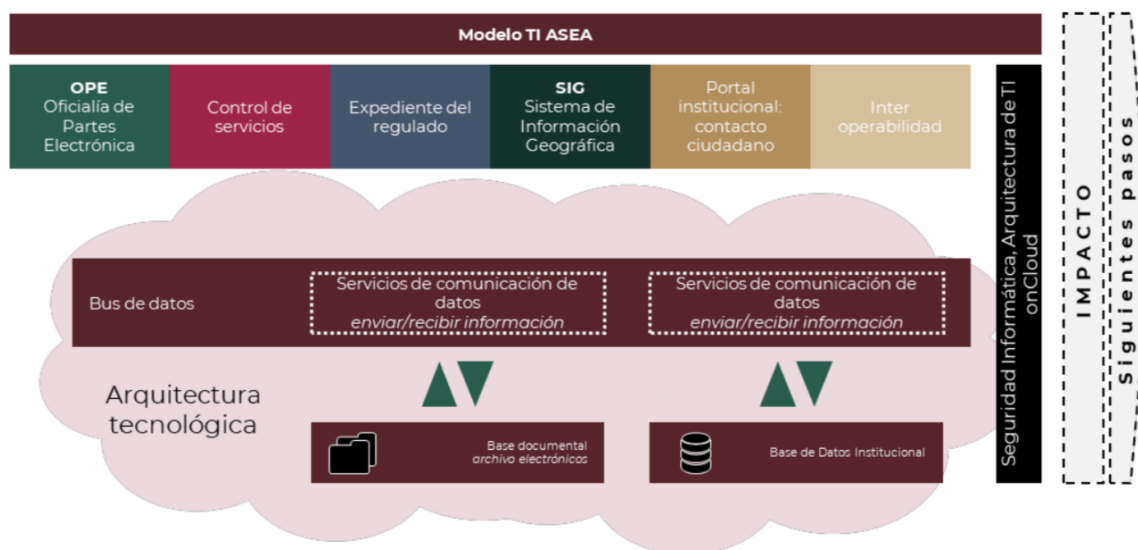 Modelo TI ASEA
OPE
Oficialía de
Partes
Electrónica
Control de
servicios
Expediente del
regulado
SIG
Sistema de
Información
Geográfica
Portal
institucional:
contacto
ciudadano
Inter
operabilidad
Bus de datos
Servicios de comunicación de
datos
enviar/recibir información
Servicios de comunicación de
datos
enviar/recibir información
Arquitectura
tecnológica
Base documental
archivo electrónicos
Base de Datos Institucional
Seguridad Informática, Arquitectura de TI
onCloud
IMPACTO
Siguientes pasos